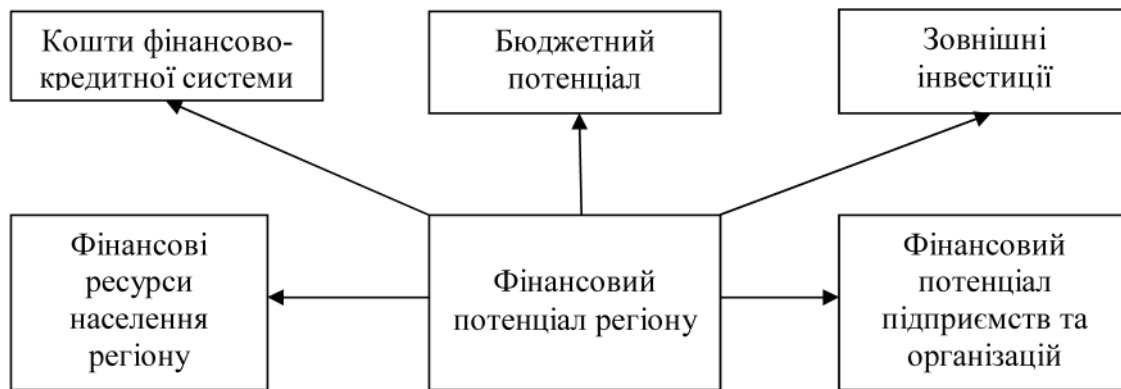 Кошти фінансово-
кредитної системи
Бюджетний
потенціал
Зовнішні
інвестиції
Фінансові
ресурси
населення
регіону
Фінансовий
потенціал регіону
Фінансовий
потенціал
підприємств та
організацій